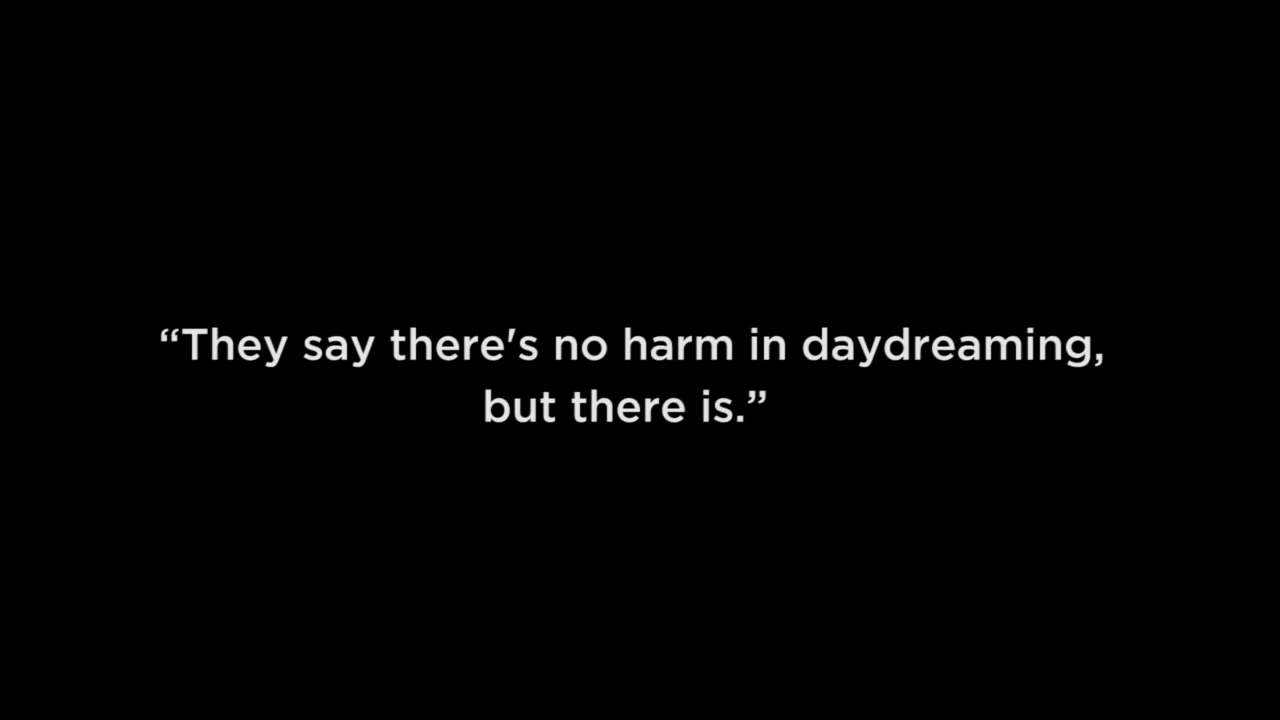 “They say there's no harm in daydreaming,
but there is.”